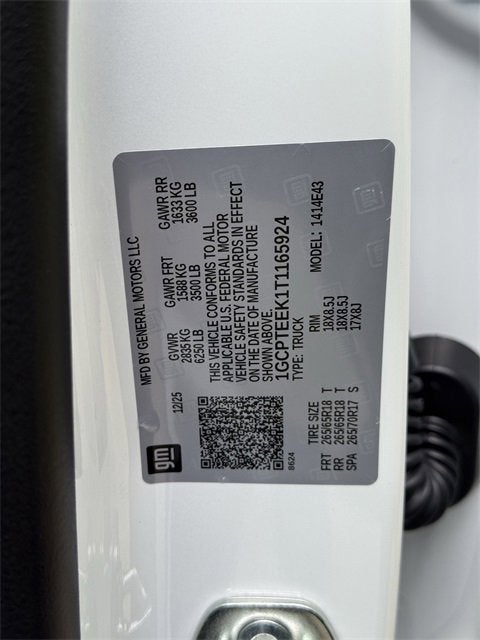 MFD BY GENERAL MOTORS LLC
12/25 GVWR GAWR FRT GAWR RR
2835 KG 1588 KG 1633 KG
6250 LB 3500 LB 3600 LB
THIS VEHICLE CONFORMS TO ALL
APPLICABLE U.S. FEDERAL MOTOR
VEHICLE SAFETY STANDARDS IN EFFECT
ON THE DATE OF MANUFACTURE
SHOWN ABOVE.
1GCPTEEK1T1165924
TYPE: TRUCK MODEL: 1414E43
8624
TIRE SIZE RIM
FRT 265/65R18 T 18X8.5J
RR 265/65R18 T 18X8.5J
SPA 265/70R17 S 17X8J
gm